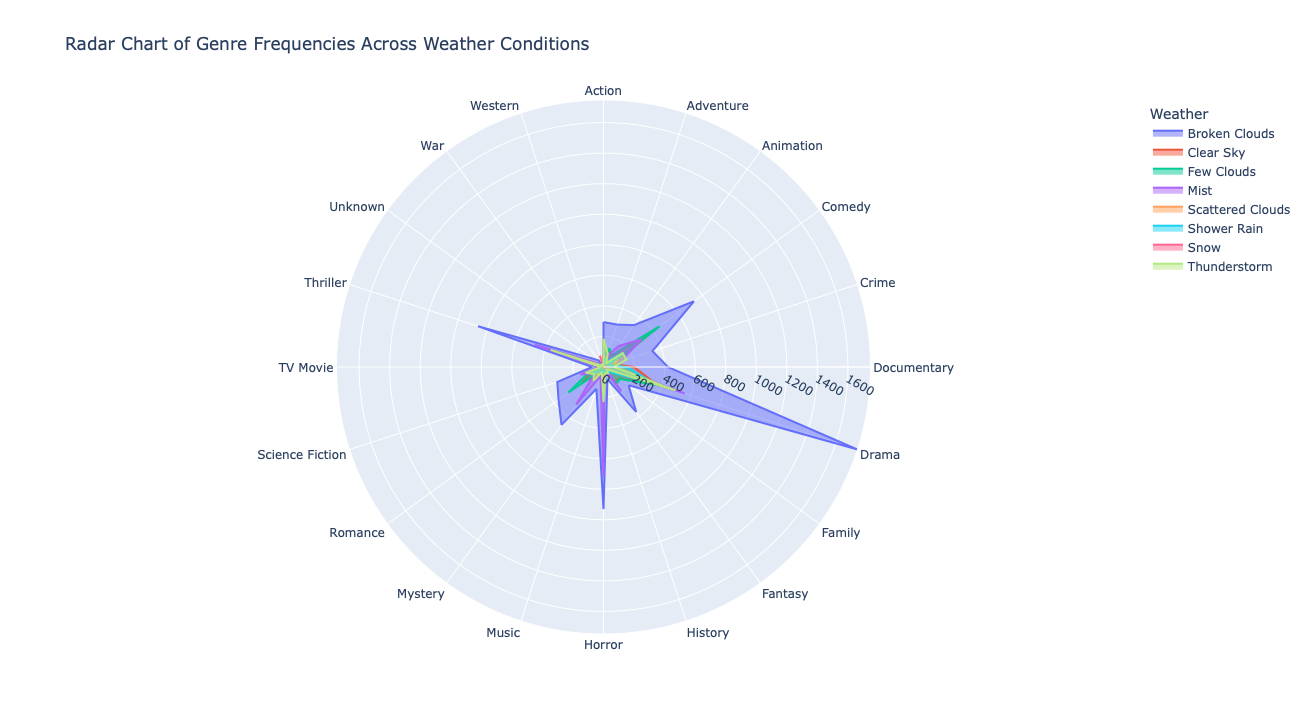 Radar Chart of Genre Frequencies Across Weather Conditions
Action
Adventure
Animation
Comedy
Crime
Documentary
Drama
Family
Fantasy
History
Horror
Music
Mystery
Romance
Science Fiction
TV Movie
Thriller
Unknown
War
Western
0
200
400
600
800
1000
1200
1400
1600
Weather
Broken Clouds
Clear Sky
Few Clouds
Mist
Scattered Clouds
Shower Rain
Snow
Thunderstorm